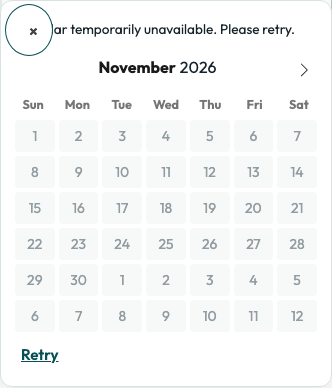 × ar temporarily unavailable. Please retry.
November 2026
Sun Mon Tue Wed Thu Fri Sat
1 2 3 4 5 6 7
8 9 10 11 12 13 14
15 16 17 18 19 20 21
22 23 24 25 26 27 28
29 30 1 2 3 4 5
6 7 8 9 10 11 12
Retry